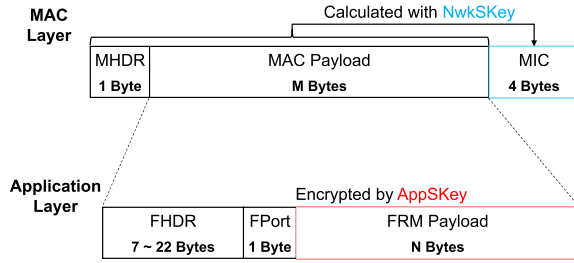 MAC
Layer
Calculated with NwkSKey
MHDR
1 Byte
MAC Payload
M Bytes
MIC
4 Bytes
Application
Layer
Encrypted by AppSKey
FHDR
7 ~ 22 Bytes
FPort
1 Byte
FRM Payload
N Bytes